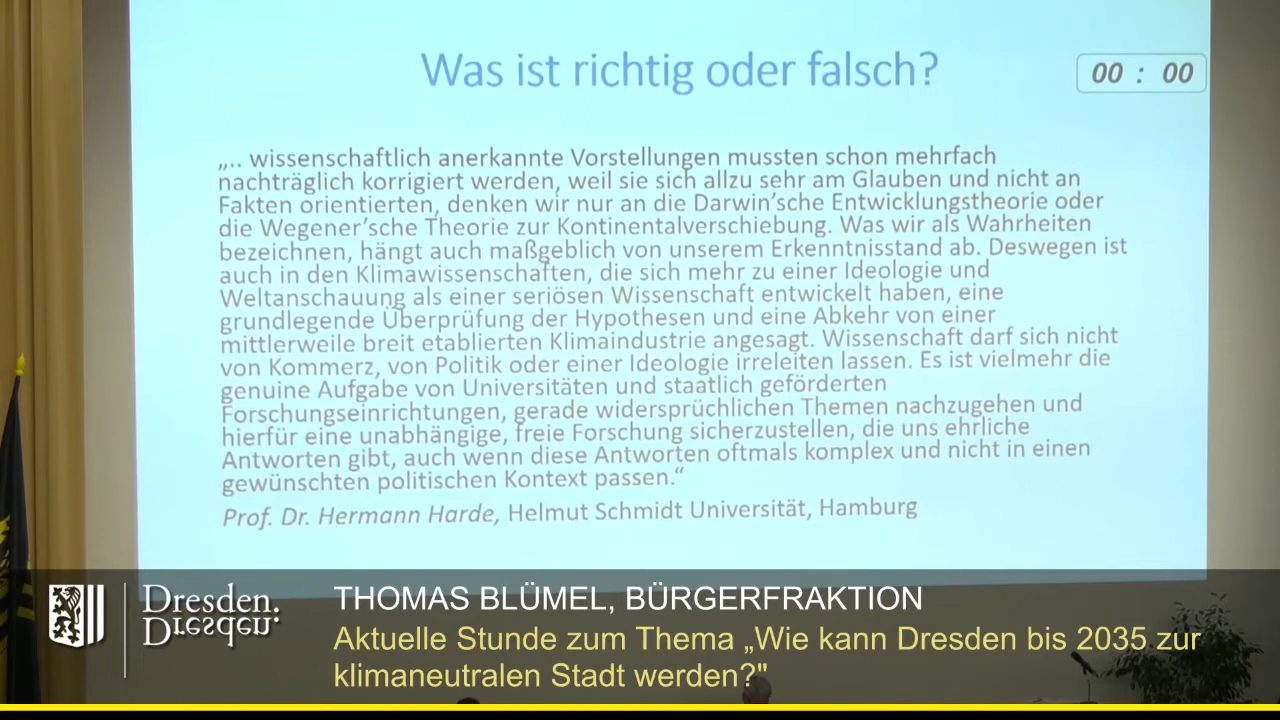 Was ist richtig oder falsch?
00 : 00
„.. wissenschaftlich anerkannte Vorstellungen mussten schon mehrfach
nachträglich korrigiert werden, weil sie sich allzu sehr am Glauben und nicht an
Fakten orientierten, denken wir nur an die Darwin’sche Entwicklungstheorie oder
die Wegener’sche Theorie zur Kontinentalverschiebung. Was wir als Wahrheiten
bezeichnen, hängt auch maßgeblich von unserem Erkenntnisstand ab. Deswegen ist
auch in den Klimawissenschaften, die sich mehr zu einer Ideologie und
Weltanschauung als einer seriösen Wissenschaft entwickelt haben, eine
grundlegende Überprüfung der Hypothesen und eine Abkehr von einer
mittlerweile breit etablierten Klimaindustrie angesagt. Wissenschaft darf sich nicht
von Kommerz, von Politik oder einer Ideologie irreleiten lassen. Es ist vielmehr die
genuine Aufgabe von Universitäten und staatlich geförderten
Forschungseinrichtungen, gerade widersprüchlichen Themen nachzugehen und
hierfür eine unabhängige, freie Forschung sicherzustellen, die uns ehrliche
Antworten gibt, auch wenn diese Antworten oftmals komplex und nicht in einen
gewünschten politischen Kontext passen.“
Prof. Dr. Hermann Harde, Helmut Schmidt Universität, Hamburg
Dresden.
Dresden.
THOMAS BLÜMEL, BÜRGERFRAKTION
Aktuelle Stunde zum Thema „Wie kann Dresden bis 2035 zur
klimaneutralen Stadt werden?"